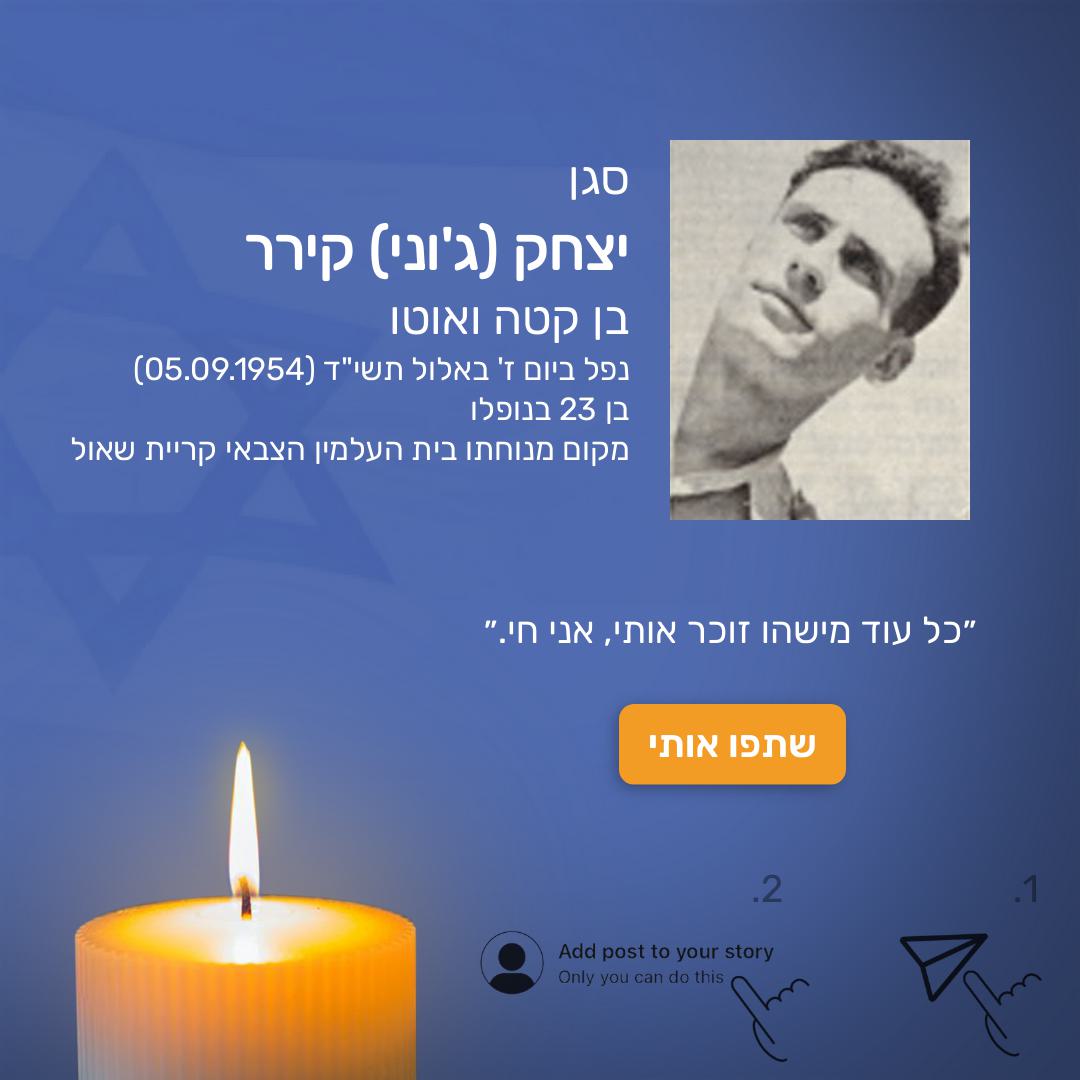 סגן
יצחק (ג'וני) קירר
בן קטה ואוטו
נפל ביום ז' באלול תשי"ד (05.09.1954)
בן 23 בנופלו
מקום מנוחתו בית העלמין הצבאי קריית שאול
״כל עוד מישהו זוכר אותי, אני חי.״
שתפו אותי
1.
2.
Add post to your story
Only you can do this